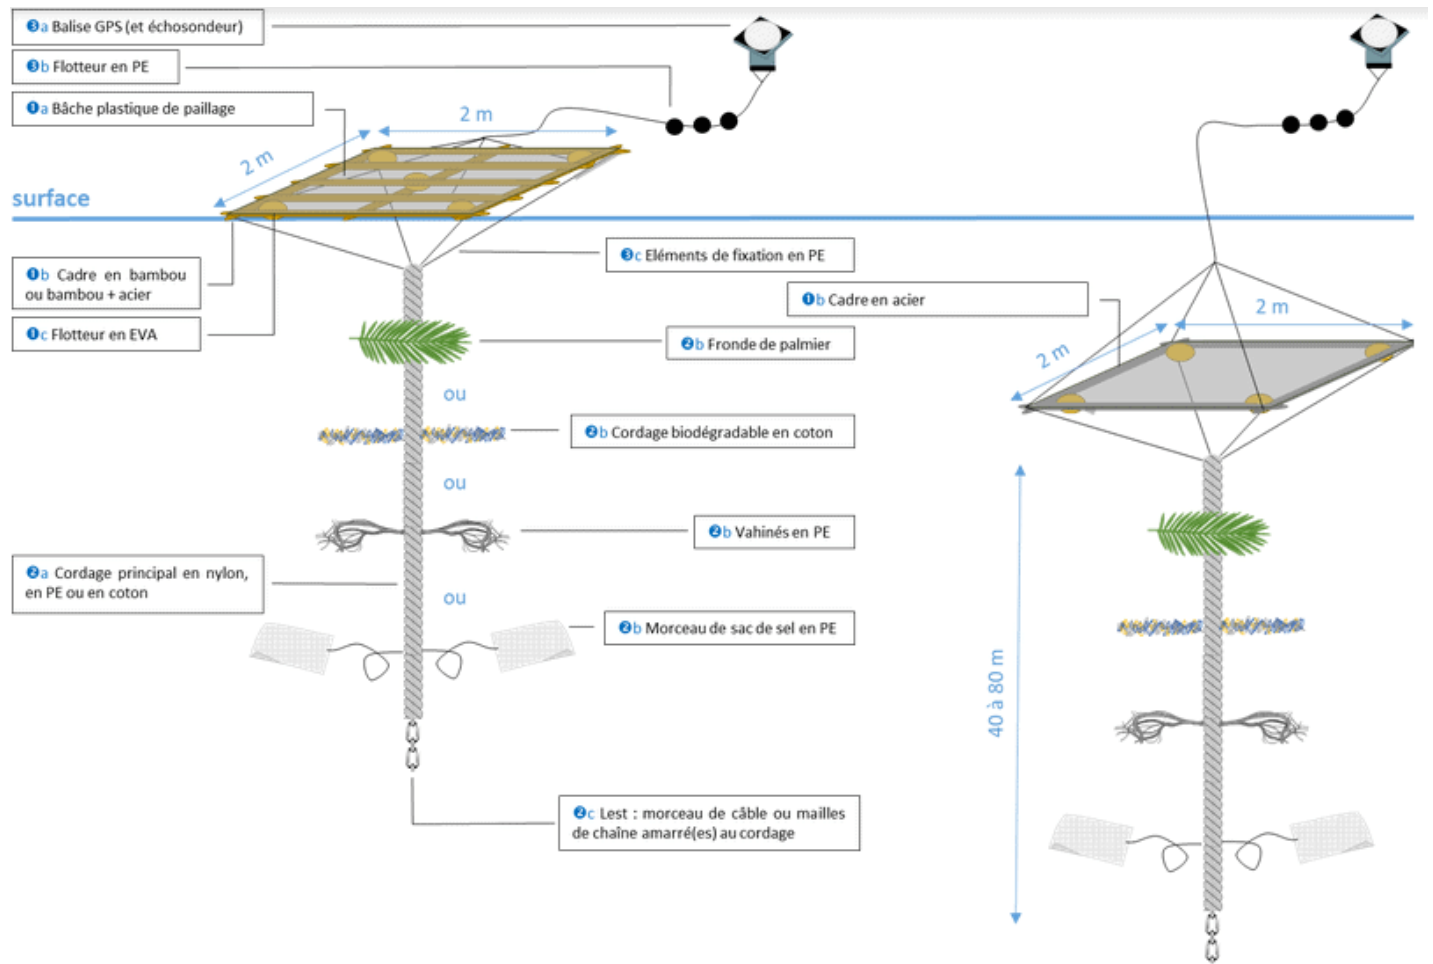 ❸a Balise GPS (et échosondeur)
❸b Flotteur en PE
❶a Bâche plastique de paillage
2 m
2 m
surface
❸c Eléments de fixation en PE
❶b Cadre en bambou
ou bambou + acier
❶b Cadre en acier
2 m
2 m
❶c Flotteur en EVA
❷b Fronde de palmier
ou
❷b Cordage biodégradable en coton
ou
❷b Vahinés en PE
❷a Cordage principal en nylon,
en PE ou en coton
ou
❷b Morceau de sac de sel en PE
40 à 80 m
❷c Lest : morceau de câble ou mailles
de chaîne amarré(es) au cordage